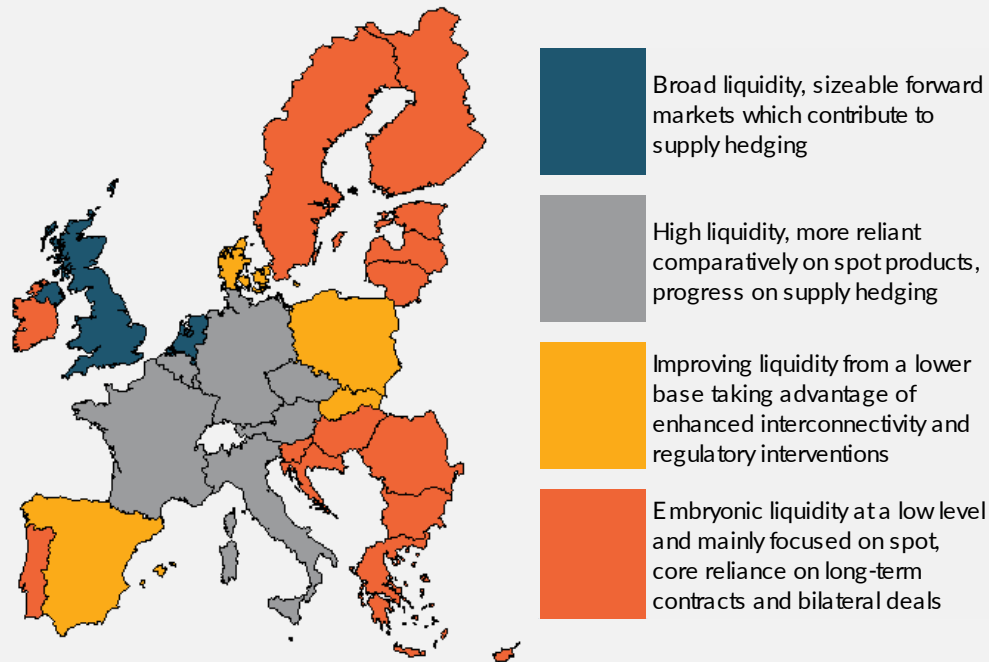 Broad liquidity, sizeable forward
markets which contribute to
supply hedging
High liquidity, more reliant
comparatively on spot products,
progress on supply hedging
Improving liquidity from a lower
base taking advantage of
enhanced interconnectivity and
regulatory interventions
Embryonic liquidity at a low level
and mainly focused on spot,
core reliance on long-term
contracts and bilateral deals